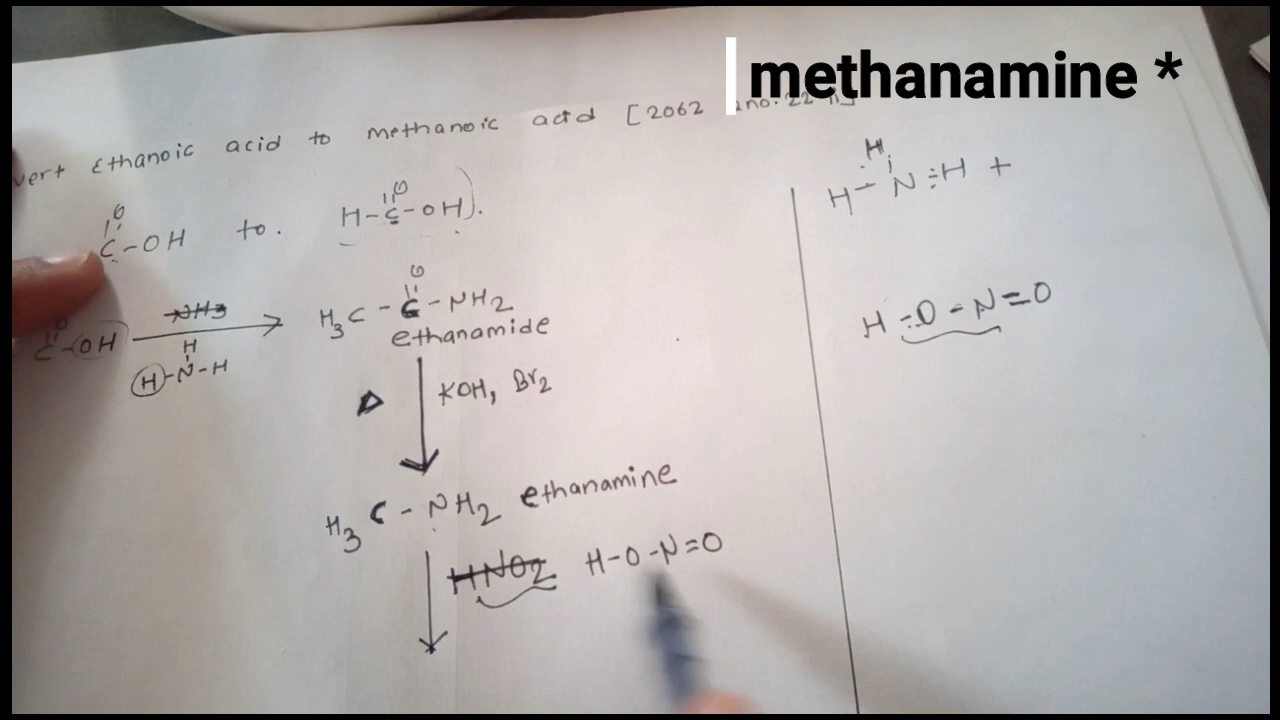 methanamine *
vert Ethanoic acid to methanoic acid [2062
O
C-OH to. H-C-OH).
O
H
H-N=H +
O
H3C-C-NH2
ethanamide
NH3
C-OH
H
H-N-H
KOH, Br2
H-O-N=O
H3C-NH2 ethanamine
HNO2 H-O-N=O